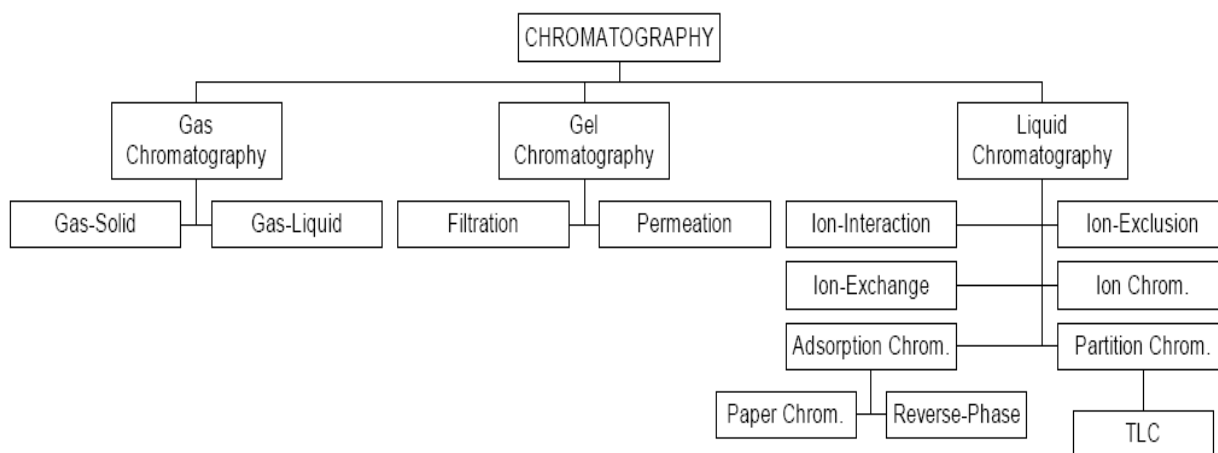 CHROMATOGRAPHY
Gas
Chromatography
Gel
Chromatography
Liquid
Chromatography
Gas-Solid
Gas-Liquid
Filtration
Permeation
Ion-Interaction
Ion-Exclusion
Ion-Exchange
Ion Chrom.
Adsorption Chrom.
Partition Chrom.
Paper Chrom.
Reverse-Phase
TLC